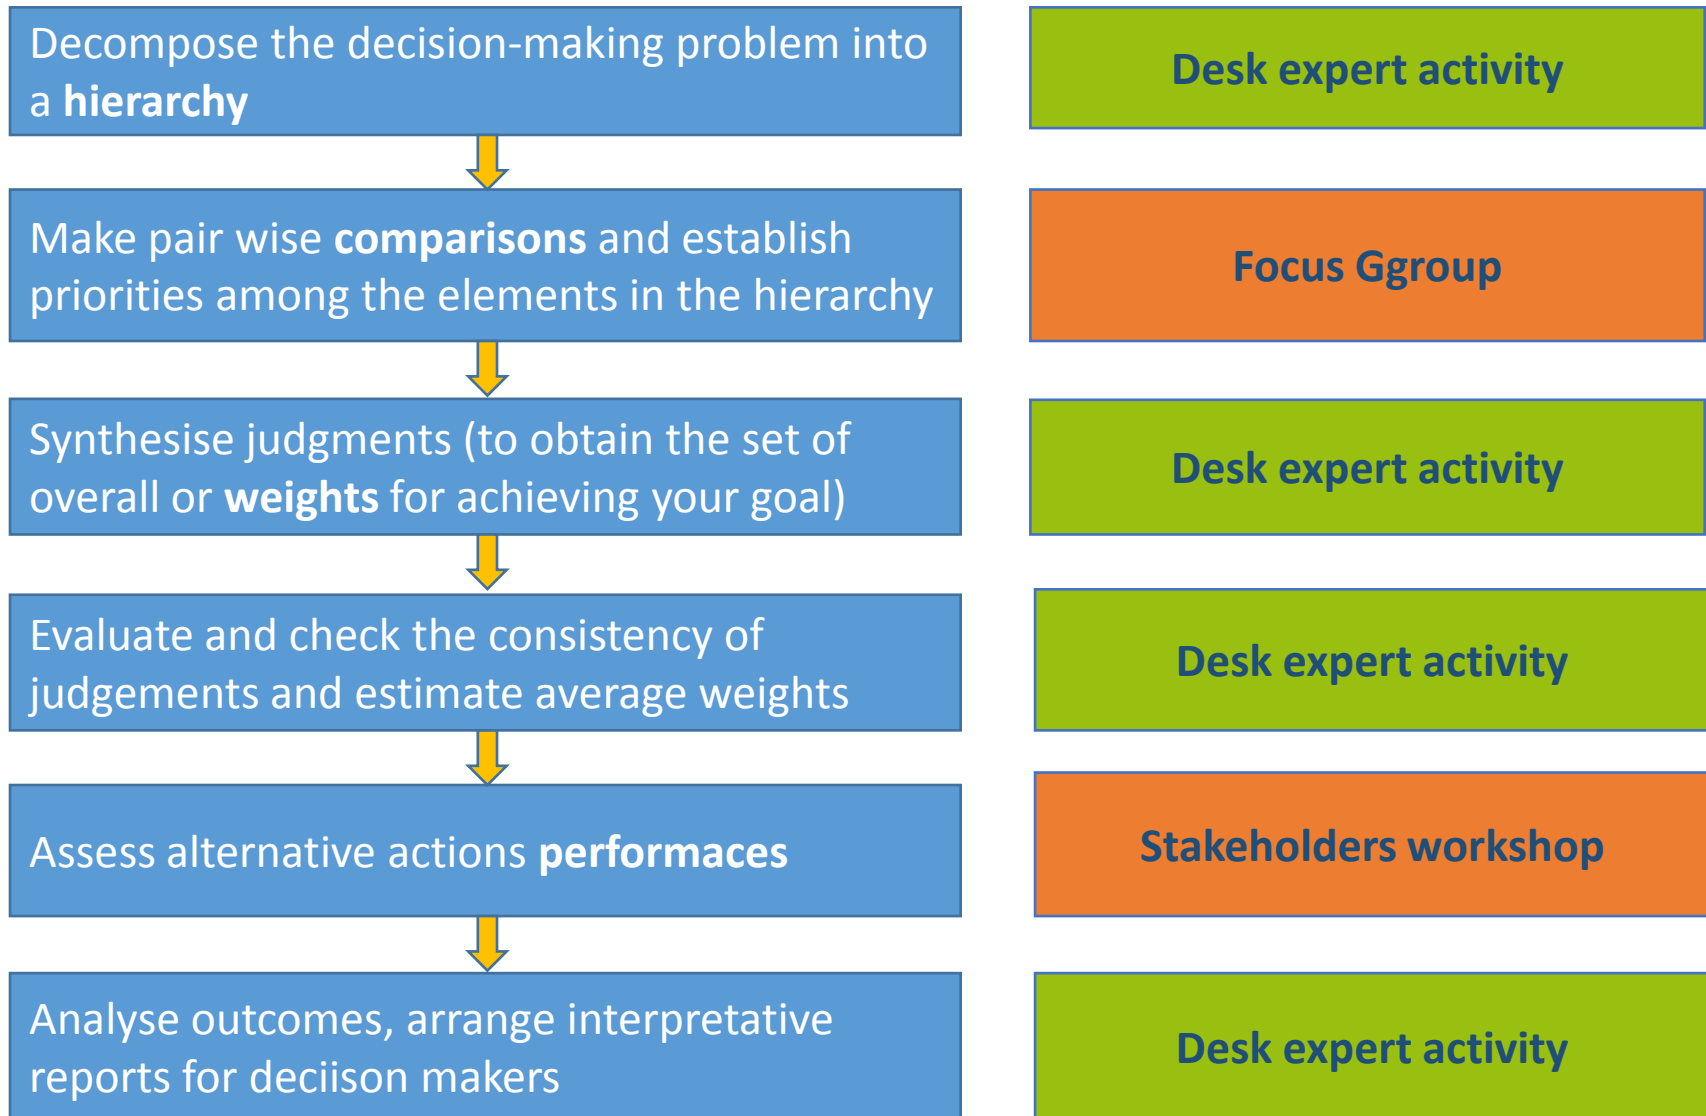 Decompose the decision-making problem into
a hierarchy
Desk expert activity
Make pair wise comparisons and establish
priorities among the elements in the hierarchy
Focus Ggroup
Synthesise judgments (to obtain the set of
overall or weights for achieving your goal)
Desk expert activity
Evaluate and check the consistency of
judgements and estimate average weights
Desk expert activity
Assess alternative actions performaces
Stakeholders workshop
Analyse outcomes, arrange interpretative
reports for deciison makers
Desk expert activity